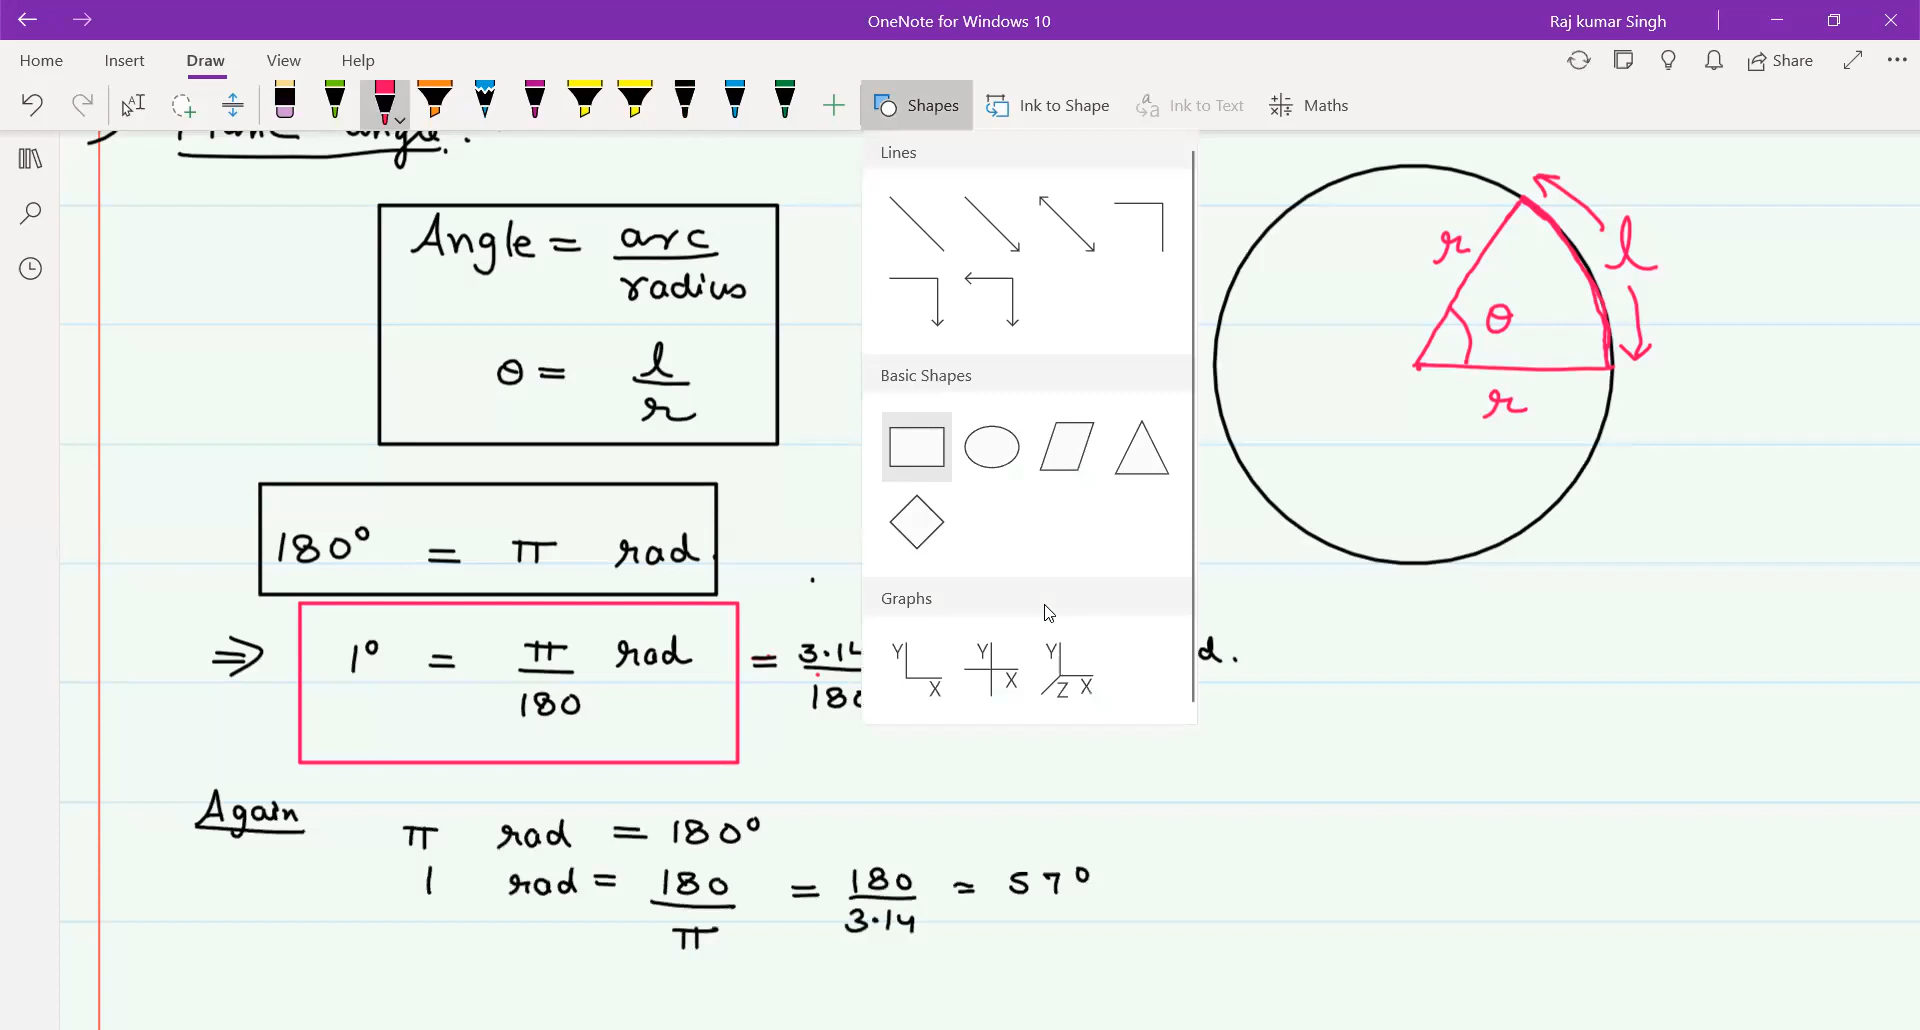 OneNote for Windows 10
Raj kumar Singh
Home Insert Draw View Help
Share
Shapes Ink to Shape Ink to Text Maths
Lines
Basic Shapes
Graphs
Y X
Y X
Y Z X
angle.
Angle = arc / radius
θ = l / r
180° = π rad.
⇒ 1° = π / 180 rad = 3.14 / 180
d.
Again
π rad = 180°
1 rad = 180 / π = 180 / 3.14 ≈ 57°
r
l
θ
r